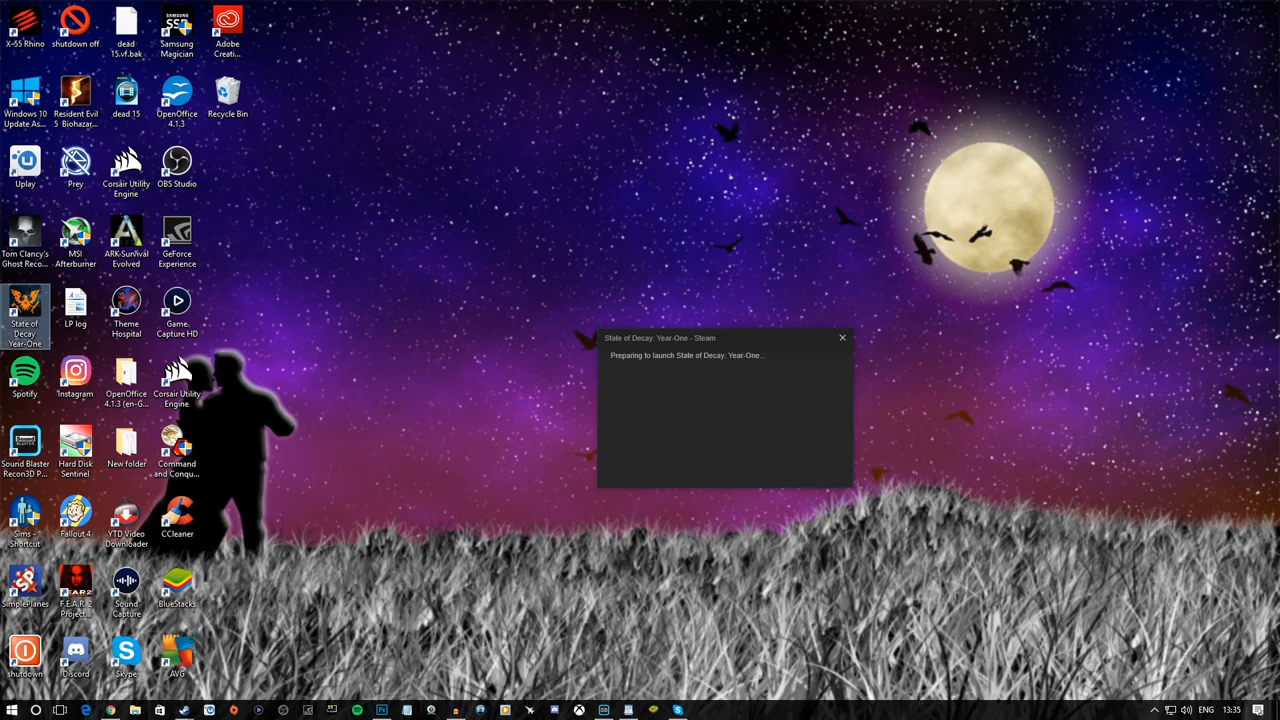 X-55 Rhino
shutdown off
dead
15.vf.bak
SAMSUNG
SSD
Samsung
Magician
Adobe
Creati...
Windows 10
Update As...
Resident Evil
5 Biohazar...
dead 15
OpenOffice
4.1.3
Recycle Bin
Uplay
Prey
Corsair Utility
Engine
OBS Studio
Tom Clancy's
Ghost Reco...
MSI
Afterburner
ARK Survival
Evolved
GeForce
Experience
State of
Decay
Year-One
LP log
Theme
Hospital
Game
Capture HD
State of Decay: Year-One - Steam
Preparing to launch State of Decay: Year-One...
Spotify
Instagram
OpenOffice
4.1.3 (en-G...
Corsair Utility
Engine
Sound Blaster
Recon3D P...
Hard Disk
Sentinel
New folder
Command
and Conqu...
Sims -
Shortcut
Fallout 4
YTD Video
Downloader
CCleaner
SimplePlanes
F.E.A.R. 2
Project...
Sound
Capture
BlueStacks
shutdown
Discord
Skype
AVG
ENG
13:35